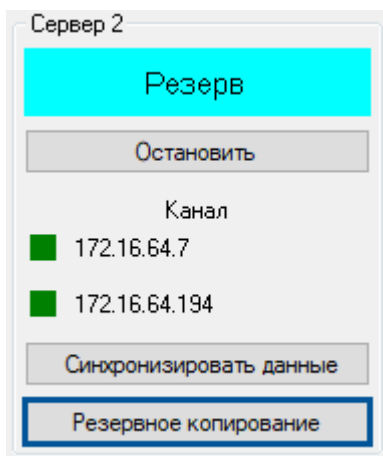 Сервер 2
Резерв
Остановить
Канал
172.16.64.7
172.16.64.194
Синхронизировать данные
Резервное копирование